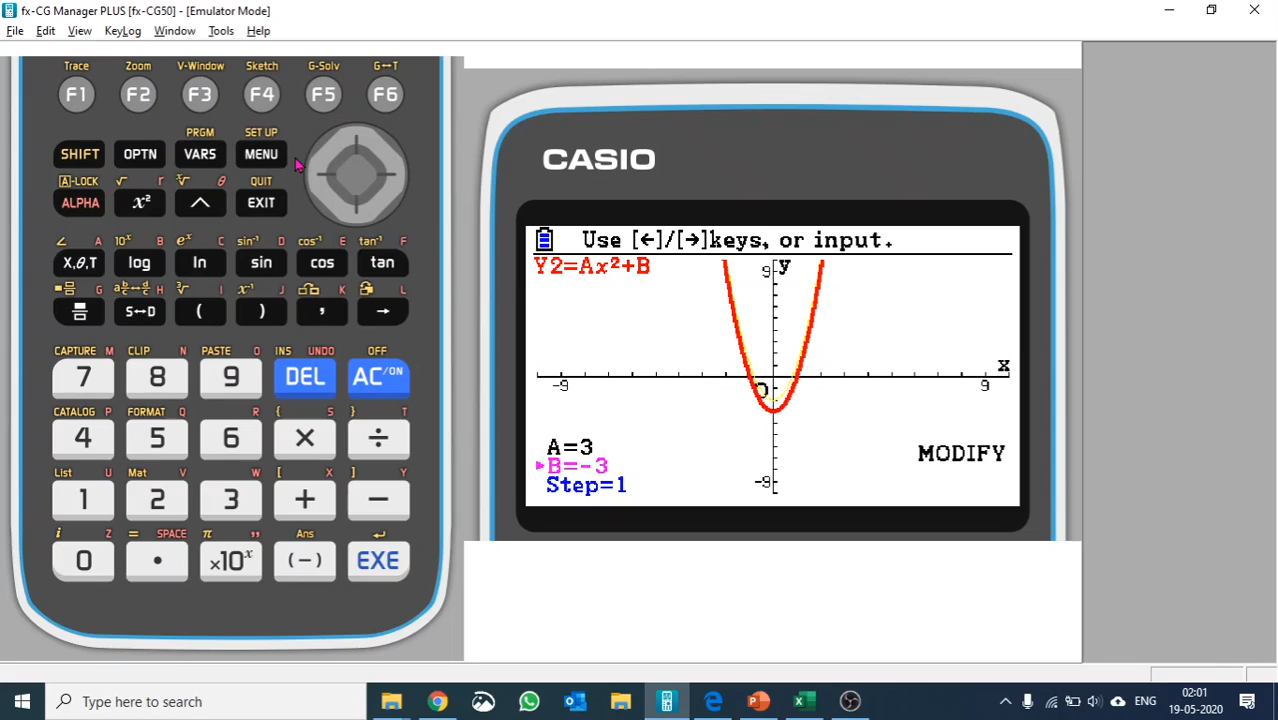 fx-CG Manager PLUS [fx-CG50] - [Emulator Mode]
File Edit View KeyLog Window Tools Help
Trace Zoom V-Window Sketch G-Solv G↔T
F1 F2 F3 F4 F5 F6
PRGM SET UP
SHIFT OPTN VARS MENU
A-LOCK √ r ˣ√ θ QUIT
ALPHA x² ^ EXIT
∠ A 10ˣ B eˣ C sin⁻¹ D cos⁻¹ E tan⁻¹ F
X,θ,T log ln sin cos tan
G a b/c↔d/c H ³√ I x⁻¹ J K L
S↔D ( ) , →
CAPTURE M CLIP N PASTE O INS UNDO OFF
7 8 9 DEL AC/ON
CATALOG P FORMAT Q R { S } T
4 5 6 × ÷
List U Mat V W [ X ] Y
1 2 3 + −
i Z = SPACE π " Ans
0 • ×10ˣ (−) EXE
CASIO
Use [←]/[→]keys, or input.
Y2=Ax²+B
9 y
x
-9 O 9
A=3
B=-3
Step=1
MODIFY
-9
Type here to search
ENG
02:01
19-05-2020